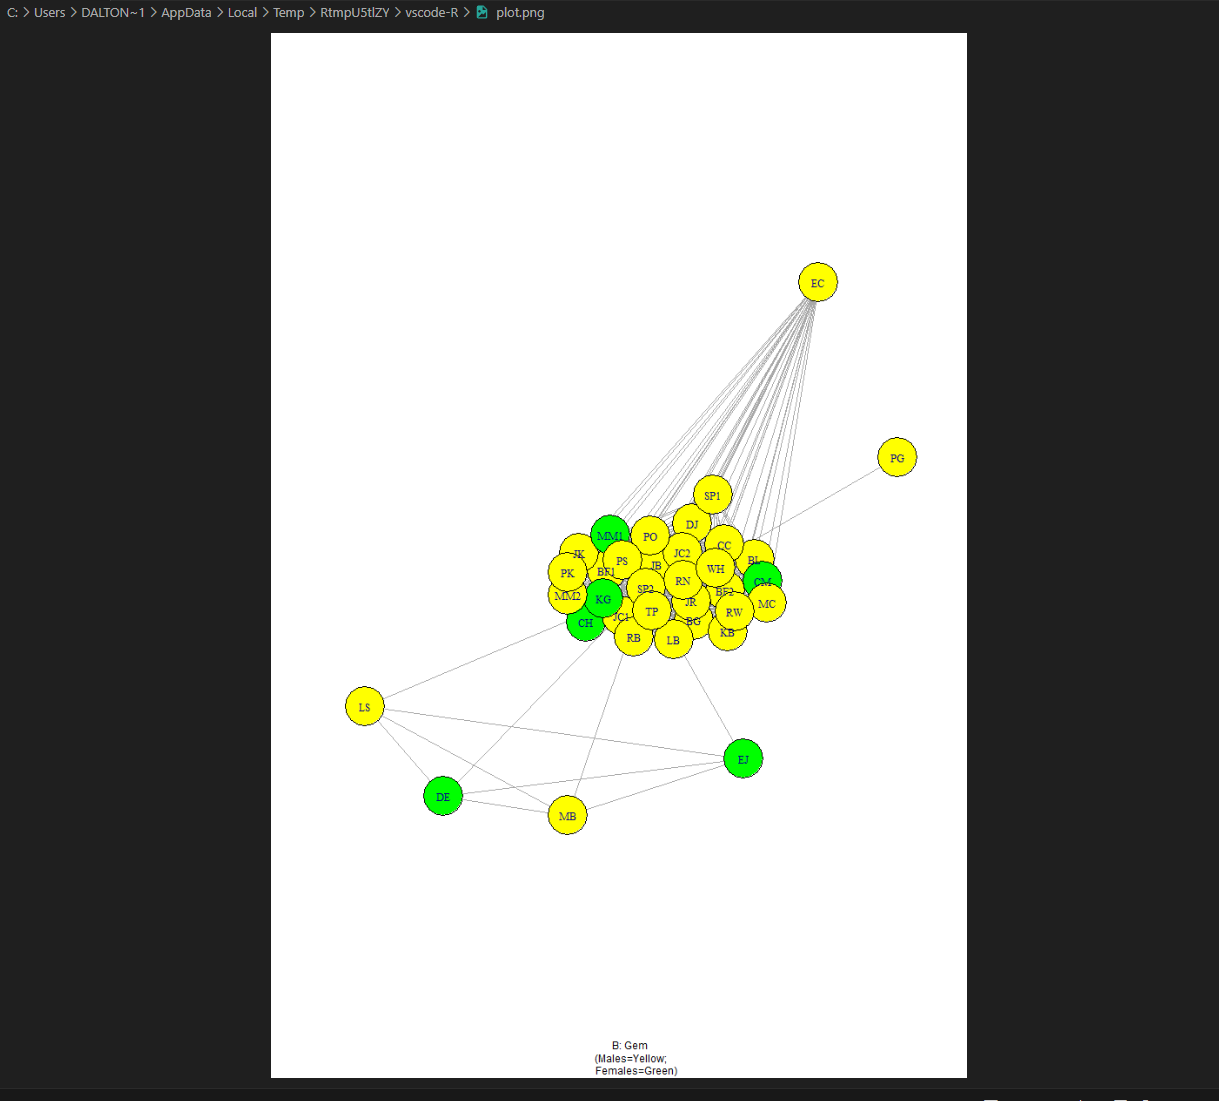 C: > Users > DALTON~1 > AppData > Local > Temp > RtmpU5tlZY > vscode-R > plot.png
EC
PG
SP1
DJ
MM1
PO
CC
JK
PS
JB
JC2
BL
PK
BF1
WH
RN
CM
MM2
KG
SP2
BF2
JR
MC
CH
JC1
TP
BG
RW
RB
LB
KB
LS
EJ
DE
MB
B: Gem
(Males=Yellow;
Females=Green)